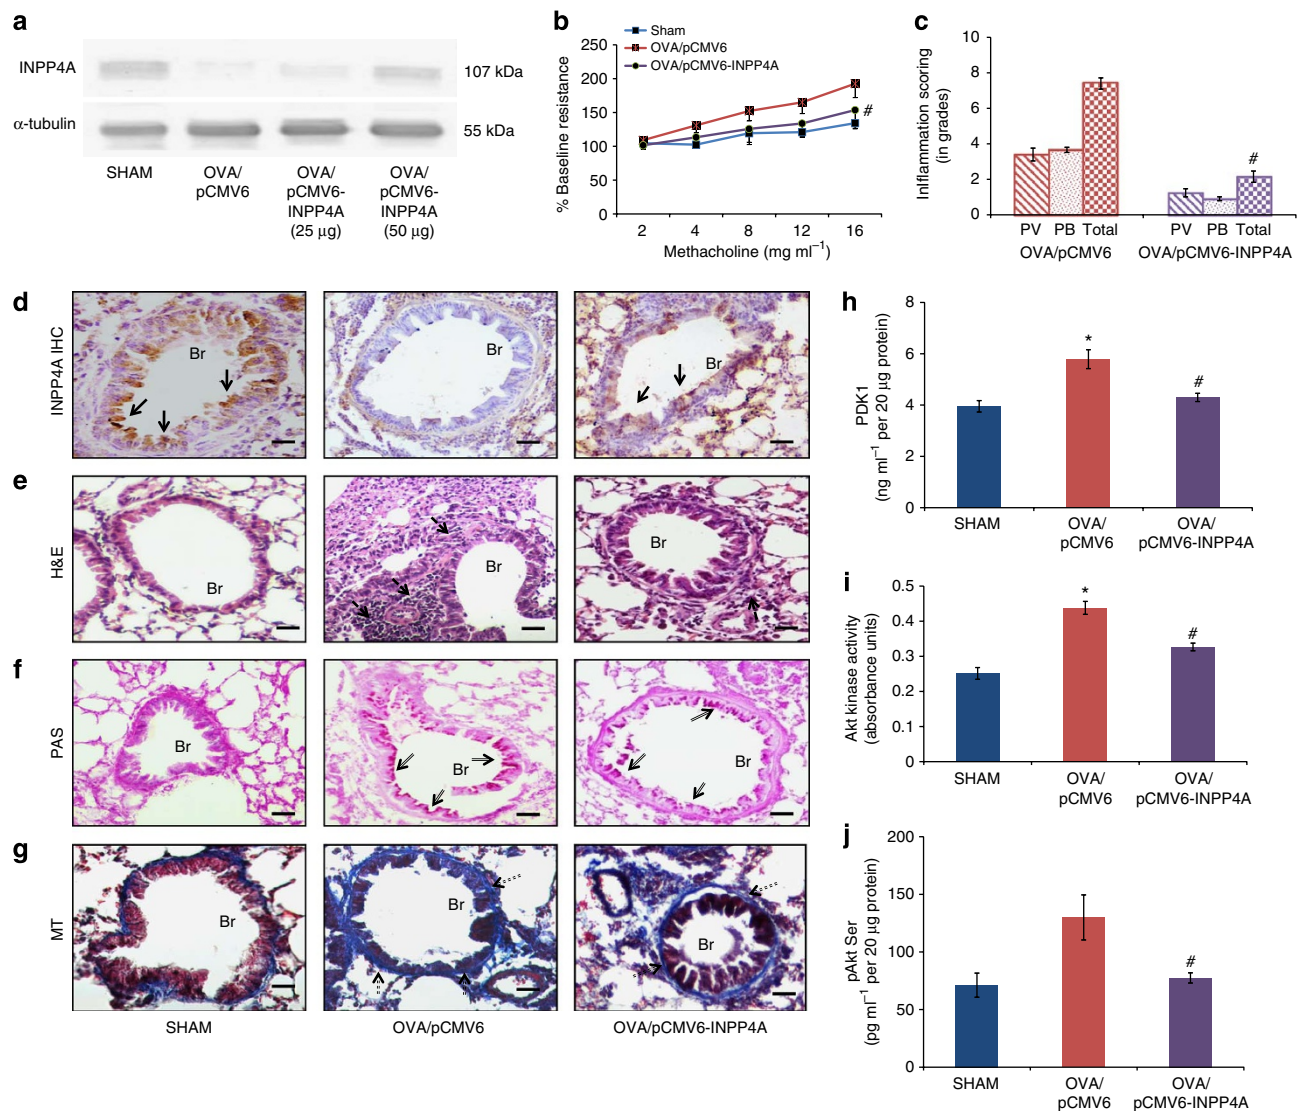 a
INPP4A
107 kDa
α-tubulin
55 kDa
SHAM
OVA/
pCMV6
OVA/
pCMV6-
INPP4A
(25 µg)
OVA/
pCMV6-
INPP4A
(50 µg)
b
Sham
OVA/pCMV6
OVA/pCMV6-INPP4A
% Baseline resistance
250
200
150
100
50
0
#
2 4 8 12 16
Methacholine (mg ml⁻¹)
c
Inlflammation scoring
(in grades)
10
8
6
4
2
0
#
PV PB Total PV PB Total
OVA/pCMV6 OVA/pCMV6-INPP4A
d
INPP4A IHC
Br Br Br
e
H&E
Br Br Br
f
PAS
Br Br Br
g
MT
Br Br Br
SHAM OVA/pCMV6 OVA/pCMV6-INPP4A
h
PDK1
(ng ml⁻¹ per 20 µg protein)
8
6
4
2
0
* #
SHAM
OVA/
pCMV6
OVA/
pCMV6-INPP4A
i
Akt kinase activity
(absorbance units)
0.5
0.4
0.3
0.2
0.1
0
* #
SHAM
OVA/
pCMV6
OVA/
pCMV6-INPP4A
j
pAkt Ser
(pg ml⁻¹ per 20 µg protein)
200
150
100
50
0
#
SHAM
OVA/
pCMV6
OVA/
pCMV6-INPP4A